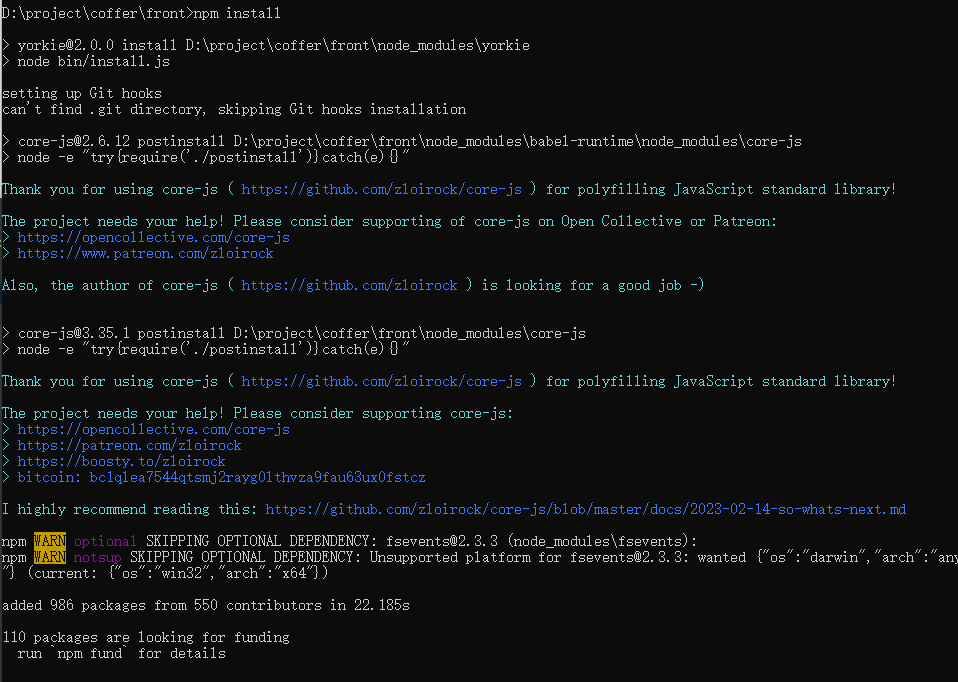 D:\project\coffer\front>npm install
> yorkie@2.0.0 install D:\project\coffer\front\node_modules\yorkie
> node bin/install.js
setting up Git hooks
can't find .git directory, skipping Git hooks installation
> core-js@2.6.12 postinstall D:\project\coffer\front\node_modules\babel-runtime\node_modules\core-js
> node -e "try{require('./postinstall')}catch(e){}"
Thank you for using core-js ( https://github.com/zloirock/core-js ) for polyfilling JavaScript standard library!
The project needs your help! Please consider supporting of core-js on Open Collective or Patreon:
> https://opencollective.com/core-js
> https://www.patreon.com/zloirock
Also, the author of core-js ( https://github.com/zloirock ) is looking for a good job -)
> core-js@3.35.1 postinstall D:\project\coffer\front\node_modules\core-js
> node -e "try{require('./postinstall')}catch(e){}"
Thank you for using core-js ( https://github.com/zloirock/core-js ) for polyfilling JavaScript standard library!
The project needs your help! Please consider supporting core-js:
> https://opencollective.com/core-js
> https://patreon.com/zloirock
> https://boosty.to/zloirock
> bitcoin: bc1qlea7544qtsmj2rayg0lthvza9fau63ux0fstcz
I highly recommend reading this: https://github.com/zloirock/core-js/blob/master/docs/2023-02-14-so-whats-next.md
npm WARN optional SKIPPING OPTIONAL DEPENDENCY: fsevents@2.3.3 (node_modules\fsevents):
npm WARN notsup SKIPPING OPTIONAL DEPENDENCY: Unsupported platform for fsevents@2.3.3: wanted {"os":"darwin","arch":"any
"} (current: {"os":"win32","arch":"x64"})
added 986 packages from 550 contributors in 22.185s
110 packages are looking for funding
run `npm fund` for details